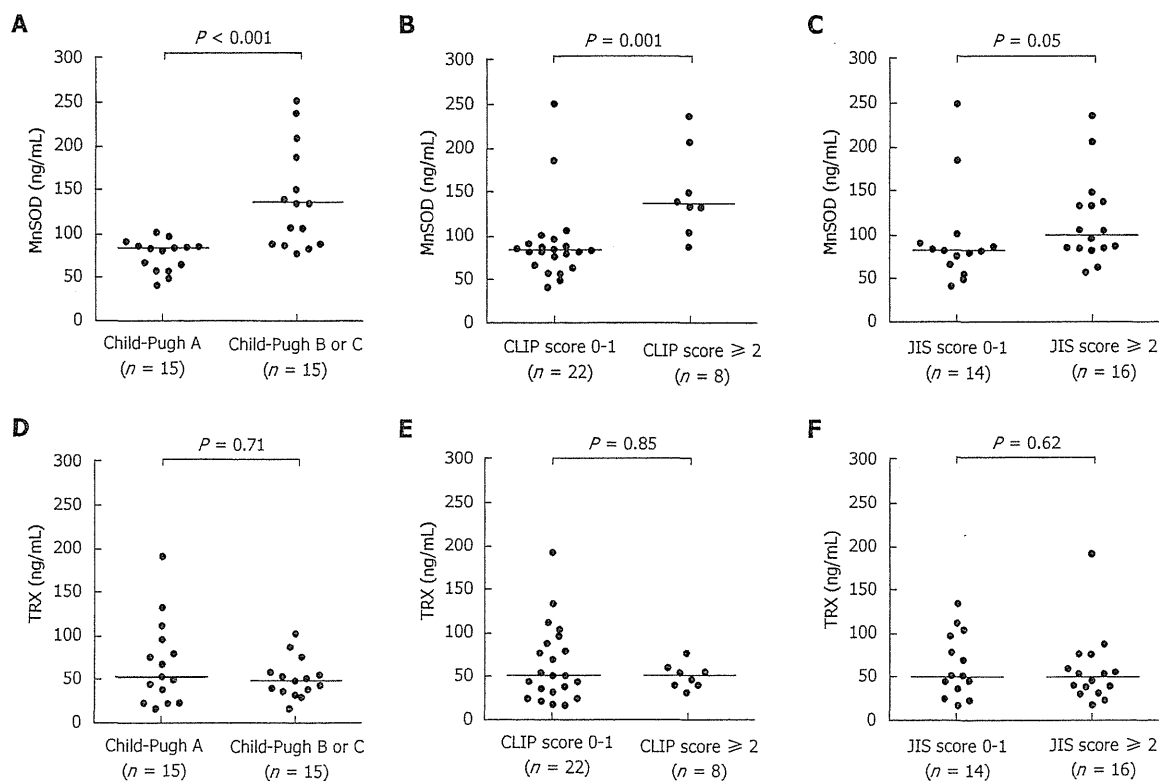 A
P < 0.001
300
250
200
150
100
50
0
MnSOD (ng/mL)
Child-Pugh A
(n = 15)
Child-Pugh B or C
(n = 15)
B
P = 0.001
300
250
200
150
100
50
0
MnSOD (ng/mL)
CLIP score 0-1
(n = 22)
CLIP score ⩾ 2
(n = 8)
C
P = 0.05
300
250
200
150
100
50
0
MnSOD (ng/mL)
JIS score 0-1
(n = 14)
JIS score ⩾ 2
(n = 16)
D
P = 0.71
300
250
200
150
100
50
0
TRX (ng/mL)
Child-Pugh A
(n = 15)
Child-Pugh B or C
(n = 15)
E
P = 0.85
300
250
200
150
100
50
0
TRX (ng/mL)
CLIP score 0-1
(n = 22)
CLIP score ⩾ 2
(n = 8)
F
P = 0.62
300
250
200
150
100
50
0
TRX (ng/mL)
JIS score 0-1
(n = 14)
JIS score ⩾ 2
(n = 16)